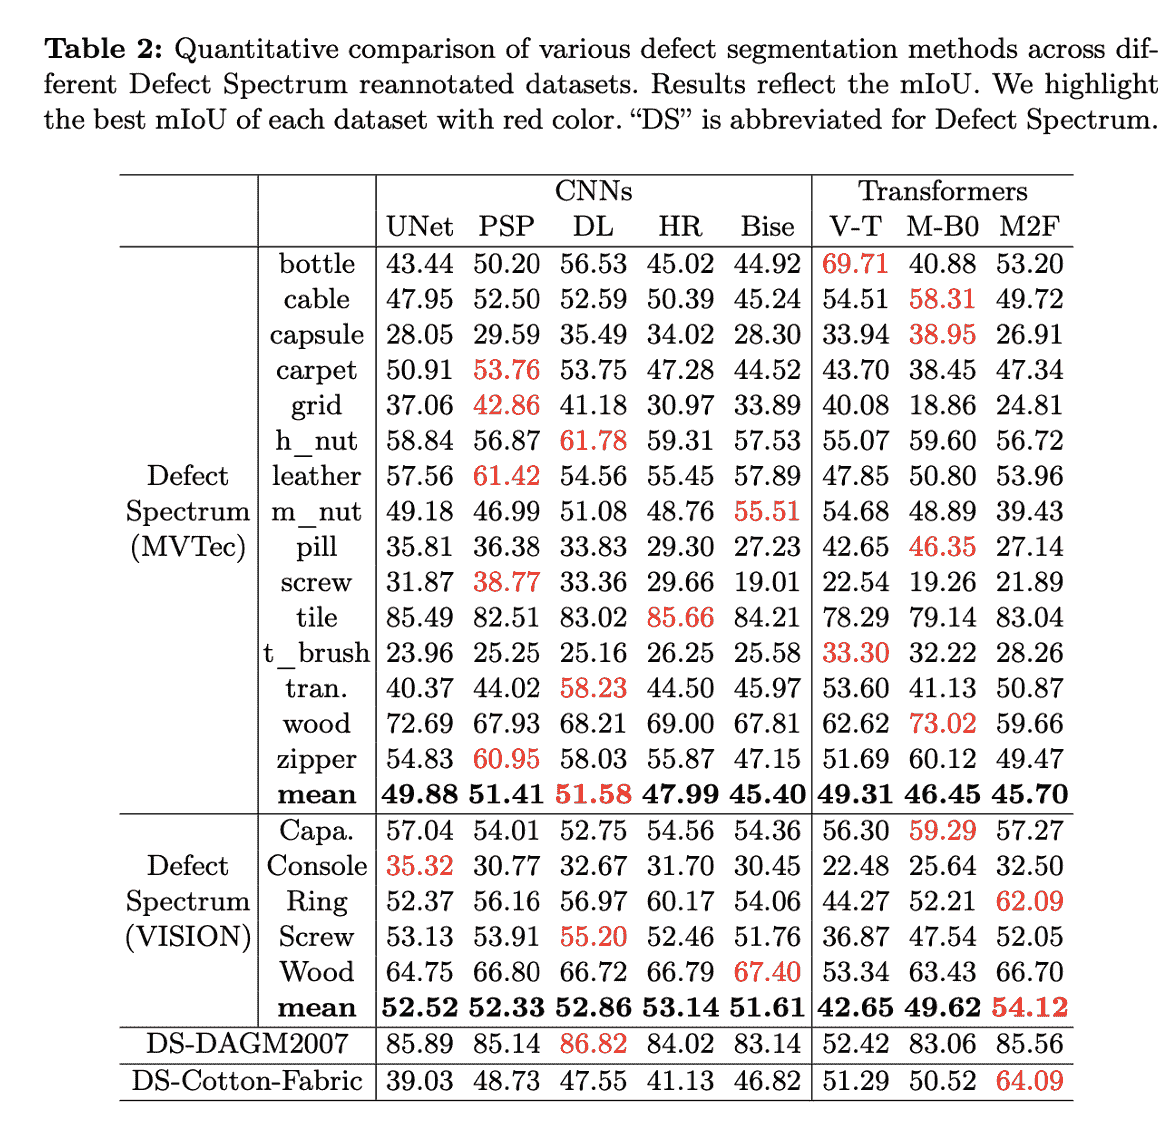 Table 2: Quantitative comparison of various defect segmentation methods across dif-
ferent Defect Spectrum reannotated datasets. Results reflect the mIoU. We highlight
the best mIoU of each dataset with red color. “DS” is abbreviated for Defect Spectrum.
CNNs Transformers
UNet PSP DL HR Bise V-T M-B0 M2F
bottle 43.44 50.20 56.53 45.02 44.92 69.71 40.88 53.20
cable 47.95 52.50 52.59 50.39 45.24 54.51 58.31 49.72
capsule 28.05 29.59 35.49 34.02 28.30 33.94 38.95 26.91
carpet 50.91 53.76 53.75 47.28 44.52 43.70 38.45 47.34
grid 37.06 42.86 41.18 30.97 33.89 40.08 18.86 24.81
h_nut 58.84 56.87 61.78 59.31 57.53 55.07 59.60 56.72
Defect leather 57.56 61.42 54.56 55.45 57.89 47.85 50.80 53.96
Spectrum m_nut 49.18 46.99 51.08 48.76 55.51 54.68 48.89 39.43
(MVTec) pill 35.81 36.38 33.83 29.30 27.23 42.65 46.35 27.14
screw 31.87 38.77 33.36 29.66 19.01 22.54 19.26 21.89
tile 85.49 82.51 83.02 85.66 84.21 78.29 79.14 83.04
t_brush 23.96 25.25 25.16 26.25 25.58 33.30 32.22 28.26
tran. 40.37 44.02 58.23 44.50 45.97 53.60 41.13 50.87
wood 72.69 67.93 68.21 69.00 67.81 62.62 73.02 59.66
zipper 54.83 60.95 58.03 55.87 47.15 51.69 60.12 49.47
mean 49.88 51.41 51.58 47.99 45.40 49.31 46.45 45.70
Capa. 57.04 54.01 52.75 54.56 54.36 56.30 59.29 57.27
Defect Console 35.32 30.77 32.67 31.70 30.45 22.48 25.64 32.50
Spectrum Ring 52.37 56.16 56.97 60.17 54.06 44.27 52.21 62.09
(VISION) Screw 53.13 53.91 55.20 52.46 51.76 36.87 47.54 52.05
Wood 64.75 66.80 66.72 66.79 67.40 53.34 63.43 66.70
mean 52.52 52.33 52.86 53.14 51.61 42.65 49.62 54.12
DS-DAGM2007 85.89 85.14 86.82 84.02 83.14 52.42 83.06 85.56
DS-Cotton-Fabric 39.03 48.73 47.55 41.13 46.82 51.29 50.52 64.09